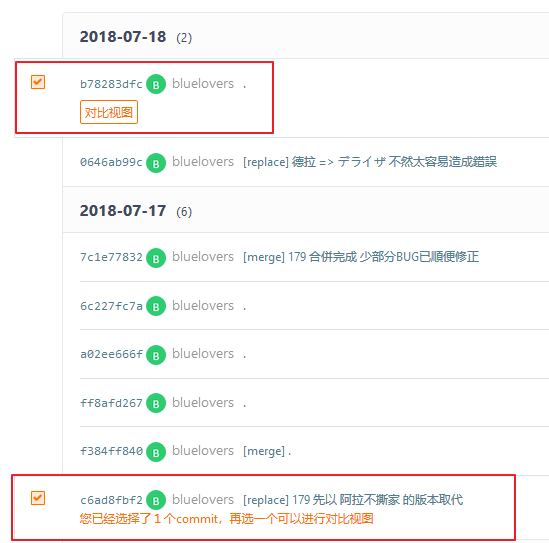 2018-07-18 (2)
b78283dfc B bluelovers .
对比视图
0646ab99c B bluelovers [replace] 德拉 => デライザ 不然太容易造成錯誤
2018-07-17 (6)
7c1e77832 B bluelovers [merge] 179 合併完成 少部分BUG已順便修正
6c227fc7a B bluelovers .
a02ee666f B bluelovers .
ff8afd267 B bluelovers .
f384ff840 B bluelovers [merge] .
c6ad8fbf2 B bluelovers [replace] 179 先以 阿拉不撕家 的版本取代
您已经选择了 1 个commit，再选一个可以进行对比视图